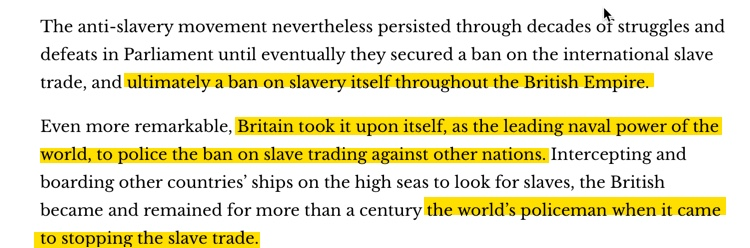 The anti-slavery movement nevertheless persisted through decades of struggles and
defeats in Parliament until eventually they secured a ban on the international slave
trade, and ultimately a ban on slavery itself throughout the British Empire.
Even more remarkable, Britain took it upon itself, as the leading naval power of the
world, to police the ban on slave trading against other nations. Intercepting and
boarding other countries’ ships on the high seas to look for slaves, the British
became and remained for more than a century the world’s policeman when it came
to stopping the slave trade.